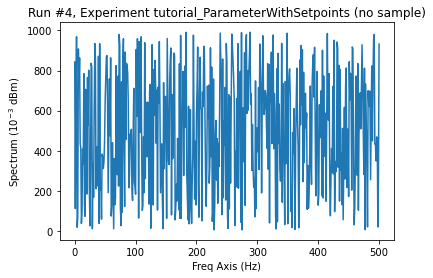 Run #4, Experiment tutorial_ParameterWithSetpoints (no sample)
1000
800
600
400
200
0
Spectrum (10⁻³ dBm)
0 100 200 300 400 500
Freq Axis (Hz)